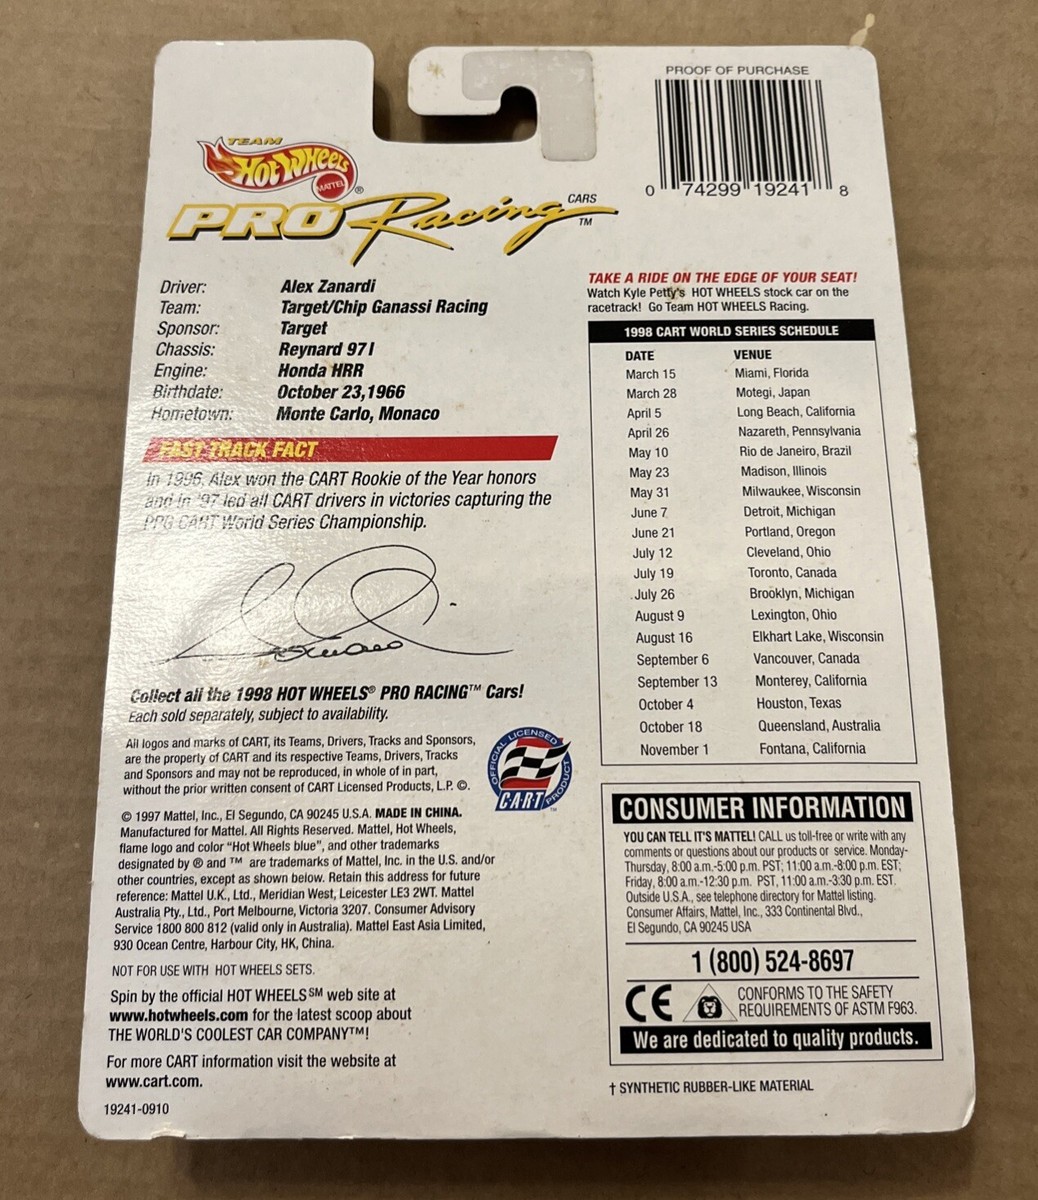 TEAM
Hot Wheels
MATTEL ®
PRO Racing CARS ™
PROOF OF PURCHASE
0 74299 19241 8
Driver: Alex Zanardi
Team: Target/Chip Ganassi Racing
Sponsor: Target
Chassis: Reynard 97I
Engine: Honda HRR
Birthdate: October 23,1966
Hometown: Monte Carlo, Monaco
FAST TRACK FACT
In 1996, Alex won the CART Rookie of the Year honors
and in '97 led all CART drivers in victories capturing the
PPG CART World Series Championship.
Collect all the 1998 HOT WHEELS® PRO RACING™ Cars!
Each sold separately, subject to availability.
All logos and marks of CART, its Teams, Drivers, Tracks and Sponsors,
are the property of CART and its respective Teams, Drivers, Tracks
and Sponsors and may not be reproduced, in whole of in part,
without the prior written consent of CART Licensed Products, L.P. ©.
OFFICIAL LICENSED PRODUCT
CART ™
© 1997 Mattel, Inc., El Segundo, CA 90245 U.S.A. MADE IN CHINA.
Manufactured for Mattel. All Rights Reserved. Mattel, Hot Wheels,
flame logo and color "Hot Wheels blue", and other trademarks
designated by ® and ™ are trademarks of Mattel, Inc. in the U.S. and/or
other countries, except as shown below. Retain this address for future
reference: Mattel U.K., Ltd., Meridian West, Leicester LE3 2WT. Mattel
Australia Pty., Ltd., Port Melbourne, Victoria 3207. Consumer Advisory
Service 1800 800 812 (valid only in Australia). Mattel East Asia Limited,
930 Ocean Centre, Harbour City, HK, China.
NOT FOR USE WITH HOT WHEELS SETS.
Spin by the official HOT WHEELS℠ web site at
www.hotwheels.com for the latest scoop about
THE WORLD'S COOLEST CAR COMPANY™!
For more CART information visit the website at
www.cart.com.
19241-0910
TAKE A RIDE ON THE EDGE OF YOUR SEAT!
Watch Kyle Petty's HOT WHEELS stock car on the
racetrack! Go Team HOT WHEELS Racing.
1998 CART WORLD SERIES SCHEDULE
DATE VENUE
March 15 Miami, Florida
March 28 Motegi, Japan
April 5 Long Beach, California
April 26 Nazareth, Pennsylvania
May 10 Rio de Janeiro, Brazil
May 23 Madison, Illinois
May 31 Milwaukee, Wisconsin
June 7 Detroit, Michigan
June 21 Portland, Oregon
July 12 Cleveland, Ohio
July 19 Toronto, Canada
July 26 Brooklyn, Michigan
August 9 Lexington, Ohio
August 16 Elkhart Lake, Wisconsin
September 6 Vancouver, Canada
September 13 Monterey, California
October 4 Houston, Texas
October 18 Queensland, Australia
November 1 Fontana, California
CONSUMER INFORMATION
YOU CAN TELL IT'S MATTEL! CALL us toll-free or write with any
comments or questions about our products or service. Monday-
Thursday, 8:00 a.m.-5:00 p.m. PST; 11:00 a.m.-8:00 p.m. EST;
Friday, 8:00 a.m.-12:30 p.m. PST, 11:00 a.m.-3:30 p.m. EST.
Outside U.S.A., see telephone directory for Mattel listing.
Consumer Affairs, Mattel, Inc., 333 Continental Blvd.,
El Segundo, CA 90245 USA
1 (800) 524-8697
CE CONFORMS TO THE SAFETY
REQUIREMENTS OF ASTM F963.
We are dedicated to quality products.
† SYNTHETIC RUBBER-LIKE MATERIAL